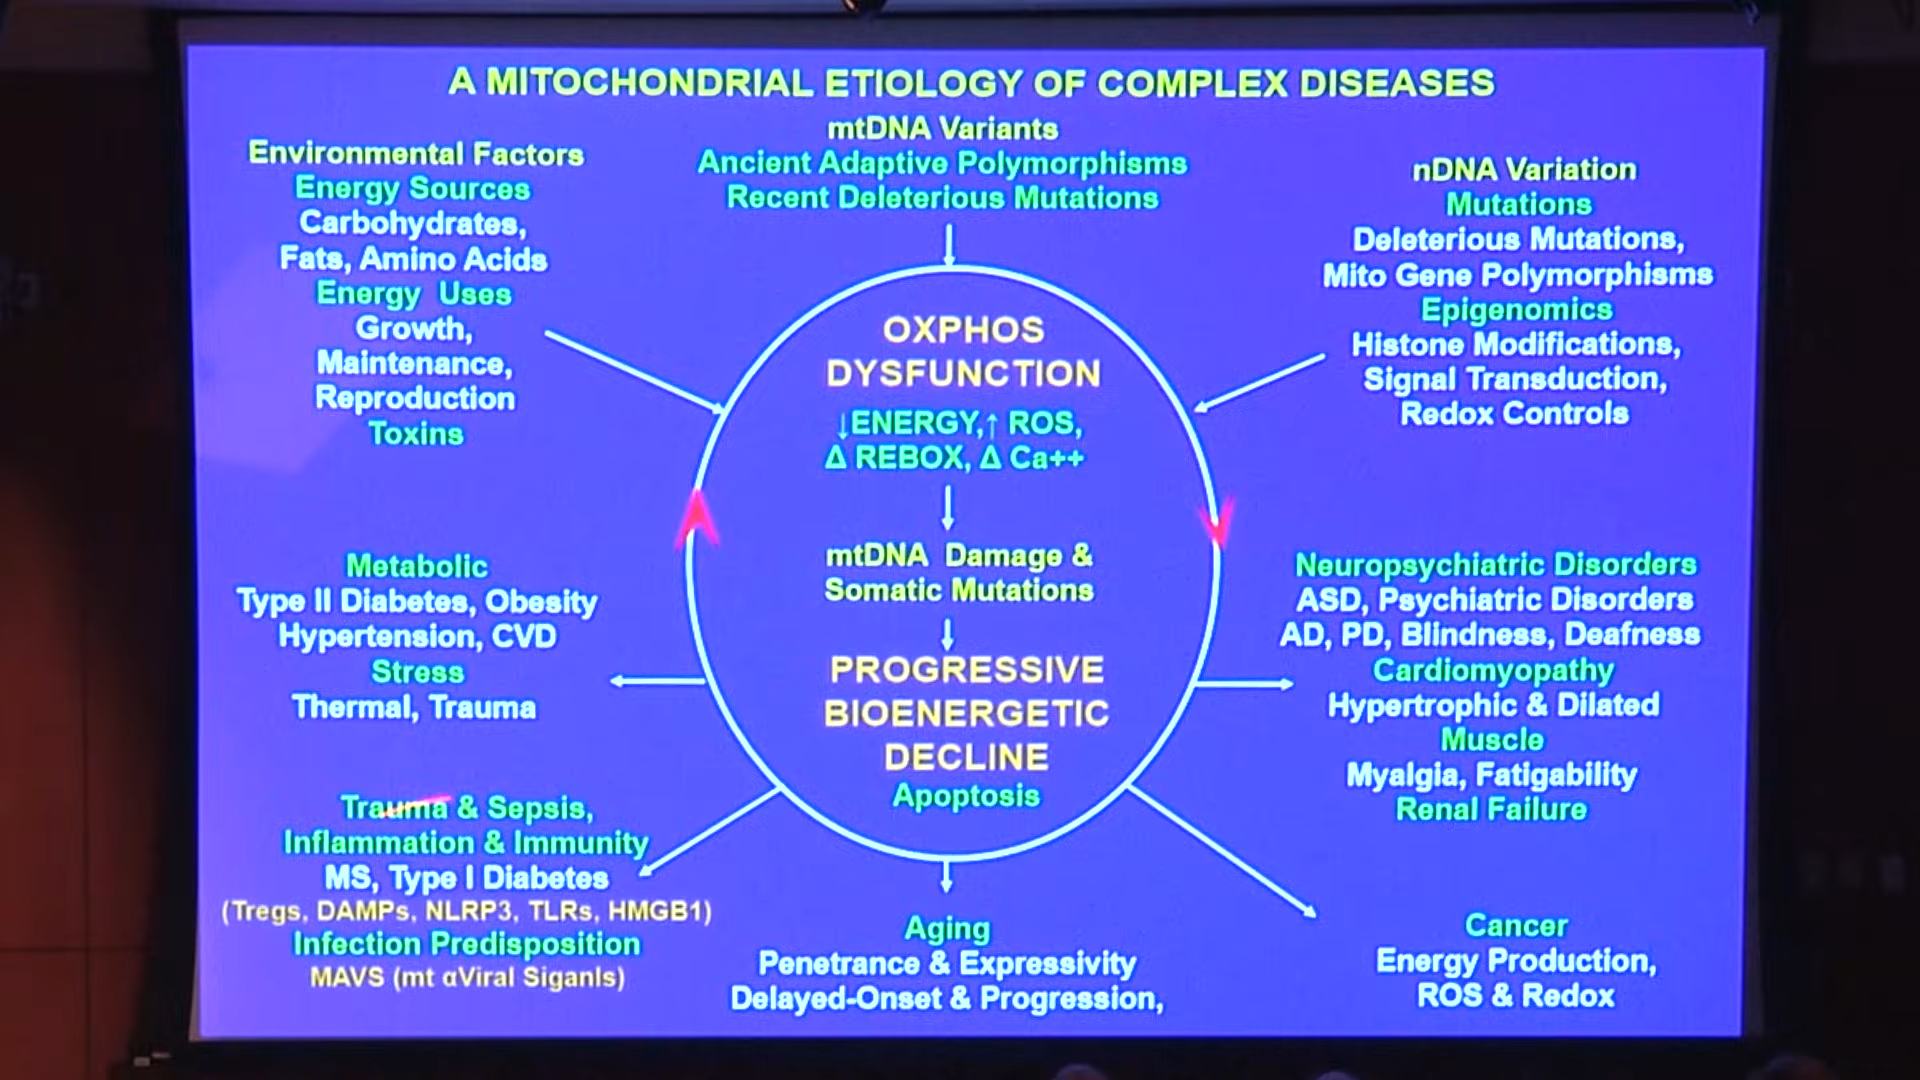 A MITOCHONDRIAL ETIOLOGY OF COMPLEX DISEASES
mtDNA Variants
Ancient Adaptive Polymorphisms
Recent Deleterious Mutations
Environmental Factors
Energy Sources
Carbohydrates,
Fats, Amino Acids
Energy Uses
Growth,
Maintenance,
Reproduction
Toxins
nDNA Variation
Mutations
Deleterious Mutations,
Mito Gene Polymorphisms
Epigenomics
Histone Modifications,
Signal Transduction,
Redox Controls
OXPHOS
DYSFUNCTION
↓ENERGY,↑ ROS,
Δ REBOX, Δ Ca++
mtDNA Damage &
Somatic Mutations
PROGRESSIVE
BIOENERGETIC
DECLINE
Apoptosis
Metabolic
Type II Diabetes, Obesity
Hypertension, CVD
Stress
Thermal, Trauma
Neuropsychiatric Disorders
ASD, Psychiatric Disorders
AD, PD, Blindness, Deafness
Cardiomyopathy
Hypertrophic & Dilated
Muscle
Myalgia, Fatigability
Renal Failure
Trauma & Sepsis,
Inflammation & Immunity
MS, Type I Diabetes
(Tregs, DAMPs, NLRP3, TLRs, HMGB1)
Infection Predisposition
MAVS (mt αViral Siganls)
Aging
Penetrance & Expressivity
Delayed-Onset & Progression,
Cancer
Energy Production,
ROS & Redox